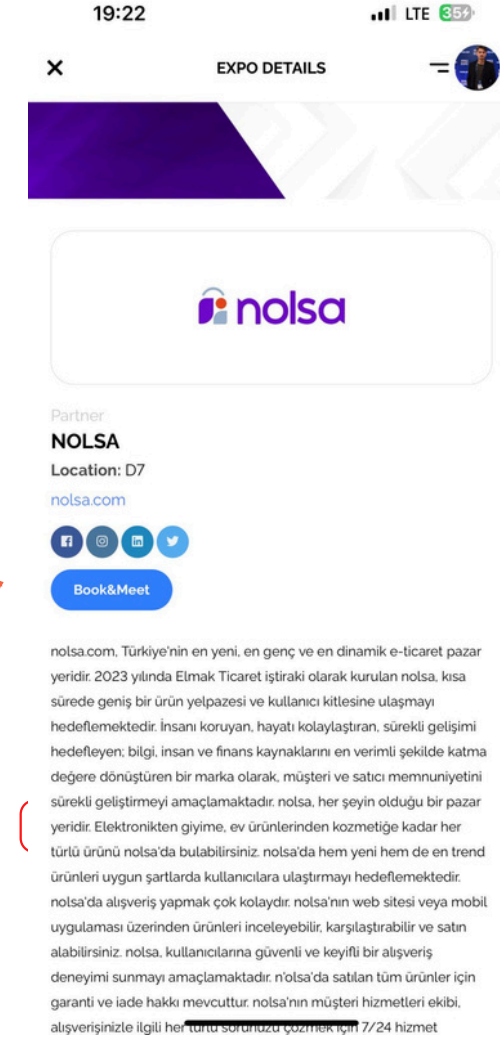 19:22
LTE 35
EXPO DETAILS
nolsa
Partner
NOLSA
Location: D7
nolsa.com
Book&Meet
nolsa.com, Türkiye'nin en yeni, en genç ve en dinamik e-ticaret pazar
yeridir. 2023 yılında Elmak Ticaret iştiraki olarak kurulan nolsa, kısa
sürede geniş bir ürün yelpazesi ve kullanıcı kitlesine ulaşmayı
hedeflemektedir. İnsanı koruyan, hayatı kolaylaştıran, sürekli gelişimi
hedefleyen; bilgi, insan ve finans kaynaklarını en verimli şekilde katma
değere dönüştüren bir marka olarak, müşteri ve satıcı memnuniyetini
sürekli geliştirmeyi amaçlamaktadır. nolsa, her şeyin olduğu bir pazar
yeridir. Elektronikten giyime, ev ürünlerinden kozmetiğe kadar her
türlü ürünü nolsa'da bulabilirsiniz. nolsa'da hem yeni hem de en trend
ürünleri uygun şartlarda kullanıcılara ulaştırmayı hedeflemektedir.
nolsa'da alışveriş yapmak çok kolaydır. nolsa'nın web sitesi veya mobil
uygulaması üzerinden ürünleri inceleyebilir, karşılaştırabilir ve satın
alabilirsiniz. nolsa, kullanıcılarına güvenli ve keyifli bir alışveriş
deneyimi sunmayı amaçlamaktadır. n'olsa'da satılan tüm ürünler için
garanti ve iade hakkı mevcuttur. nolsa'nın müşteri hizmetleri ekibi,
alışverişinizle ilgili her türlü sorunuzu çözmek için 7/24 hizmet